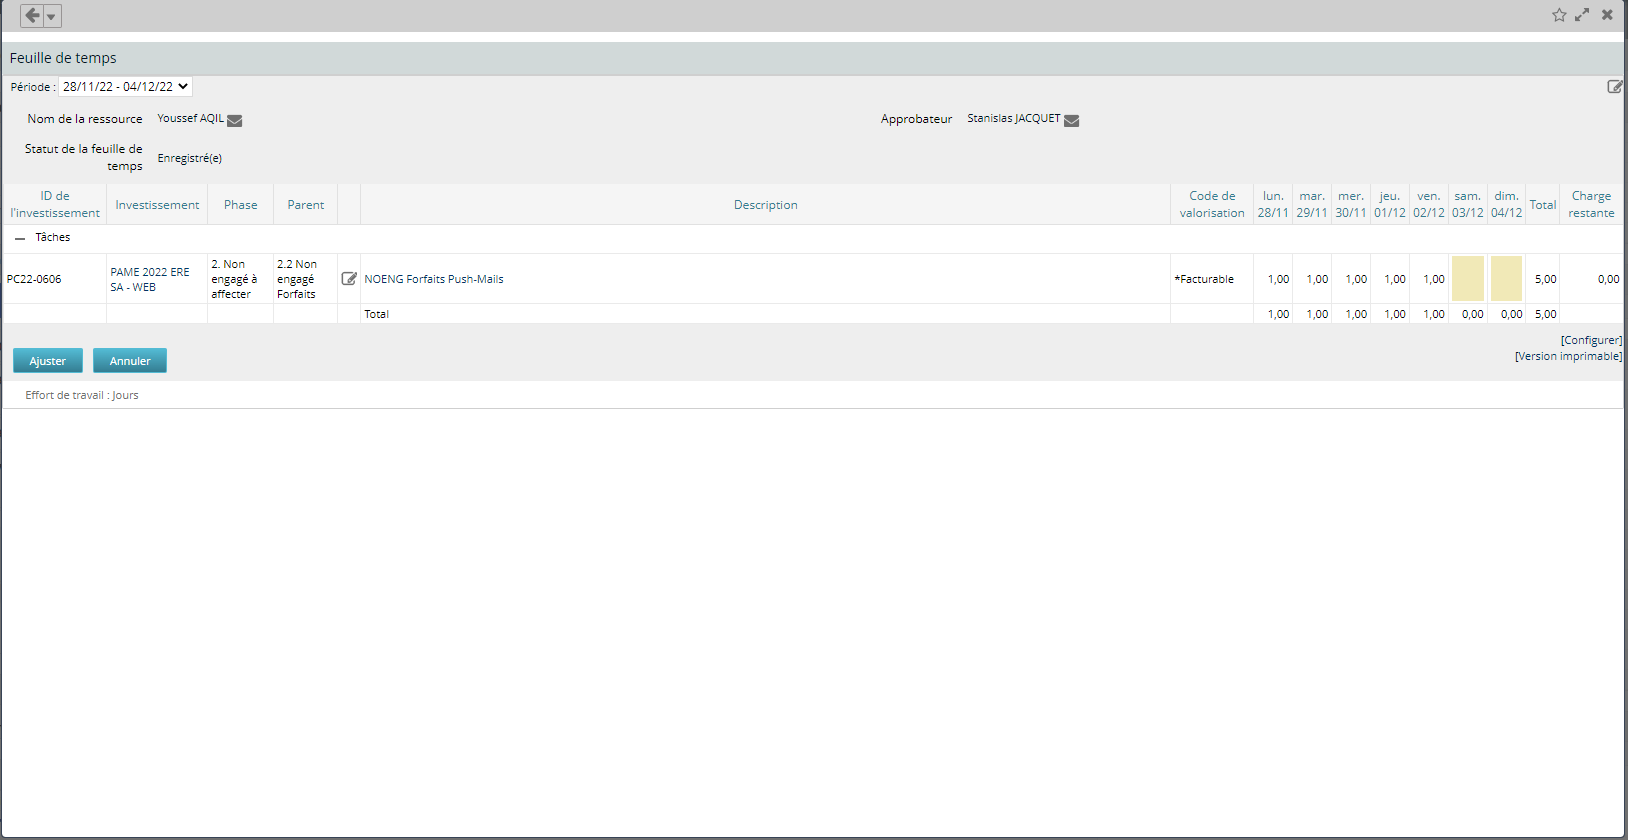 Feuille de temps
Période : 28/11/22 - 04/12/22
Nom de la ressource Youssef AQIL Approbateur Stanislas JACQUET
Statut de la feuille de
temps Enregistré(e)
ID de l'investissement Investissement Phase Parent Description Code de valorisation lun. 28/11 mar. 29/11 mer. 30/11 jeu. 01/12 ven. 02/12 sam. 03/12 dim. 04/12 Total Charge restante
Tâches
PC22-0606 PAME 2022 ERE SA - WEB 2. Non engagé à affecter 2.2 Non engagé Forfaits NOENG Forfaits Push-Mails *Facturable 1,00 1,00 1,00 1,00 1,00 5,00 0,00
Total 1,00 1,00 1,00 1,00 1,00 0,00 0,00 5,00
[Configurer]
[Version imprimable]
Ajuster Annuler
Effort de travail : Jours